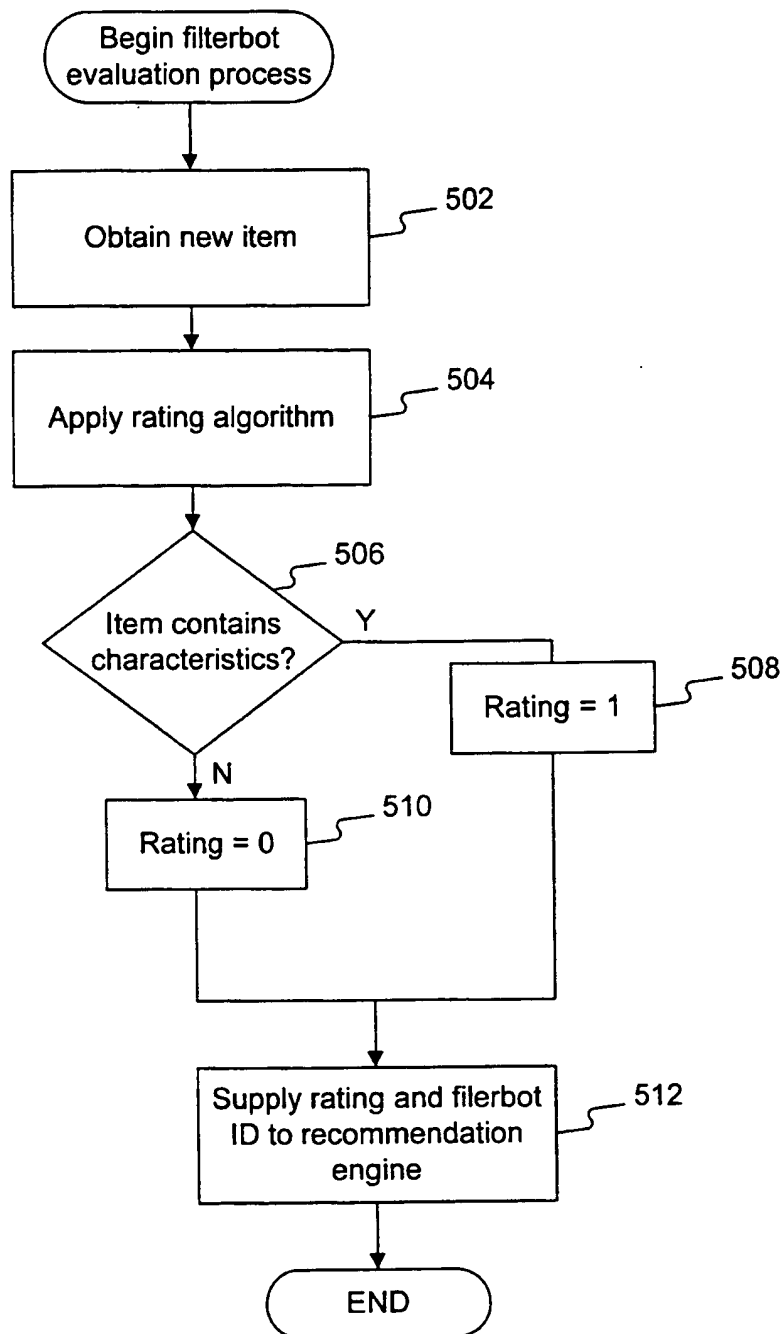 Begin filterbot
evaluation process
502
Obtain new item
504
Apply rating algorithm
506
Item contains
characteristics?
Y
508
Rating = 1
N
510
Rating = 0
512
Supply rating and filerbot
ID to recommendation
engine
END